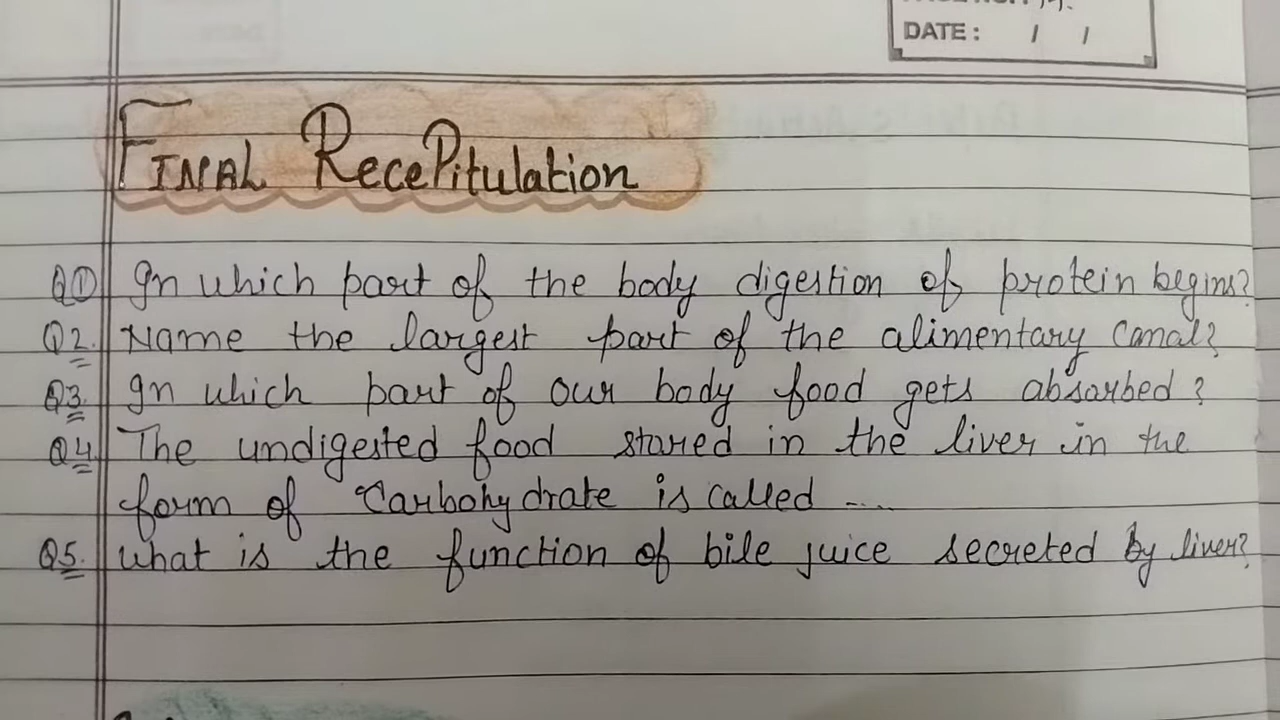 DATE : / /
FINAL RecePitulation
Q① In which part of the body digestion of protein begins?
Q2. Name the largest part of the alimentary canal?
Q3. In which part of our body food gets absorbed?
Q4. The undigested food stored in the liver in the
form of Carbohydrate is called ....
Q5. What is the function of bile juice secreted by liver?